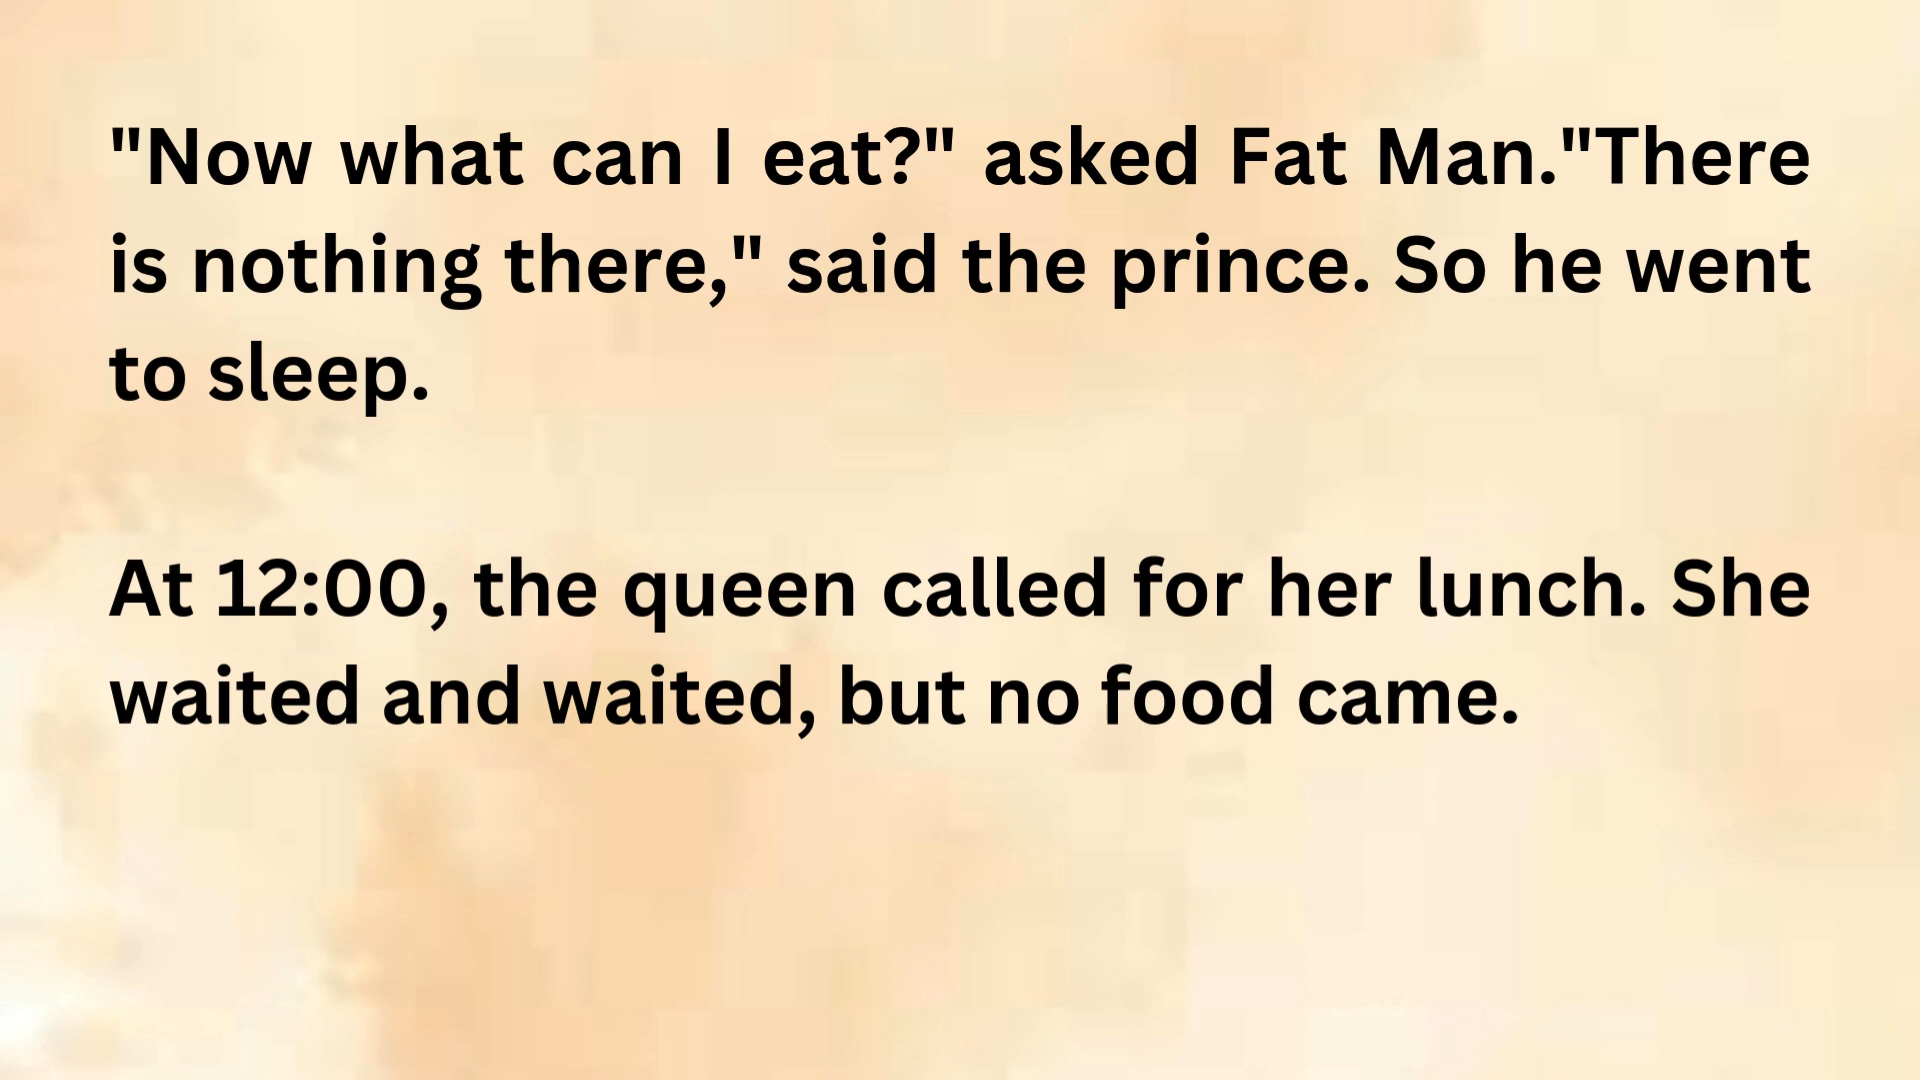 "Now what can I eat?" asked Fat Man."There
is nothing there," said the prince. So he went
to sleep.
At 12:00, the queen called for her lunch. She
waited and waited, but no food came.